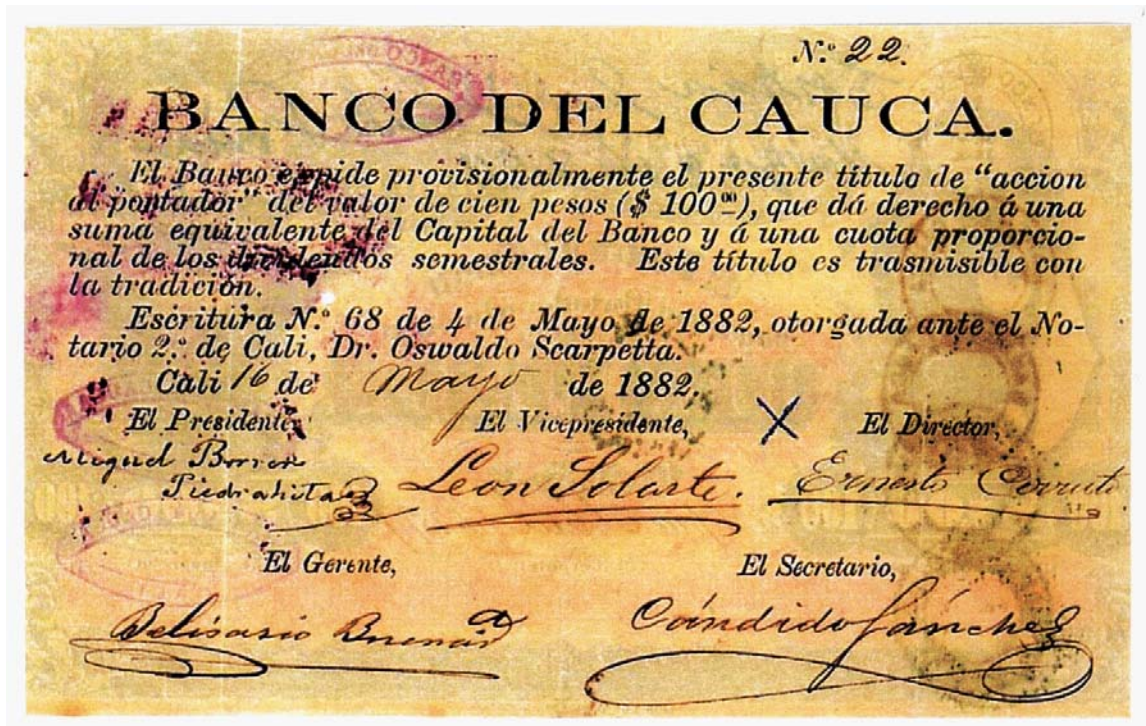 N.º 22.
BANCO DEL CAUCA.
El Banco expide provisionalmente el presente título de "accion
al portador" del valor de cien pesos ($ 100ºº), que dá derecho á una
suma equivalente del Capital del Banco y á una cuota proporcio-
nal de los dividendos semestrales. Este título es trasmisible con
la tradición.
Escritura N.º 68 de 4 de Mayo de 1882, otorgada ante el No-
tario 2.º de Cali, Dr. Oswaldo Scarpetta.
Cali 16 de Mayo de 1882.
El Presidente, El Vicepresidente, X El Director,
Miguel Borrero
Piedrahita Leon Solarte. Ernesto Cerruti
El Gerente, El Secretario,
Belisario Buenaid Cándido Sánchez